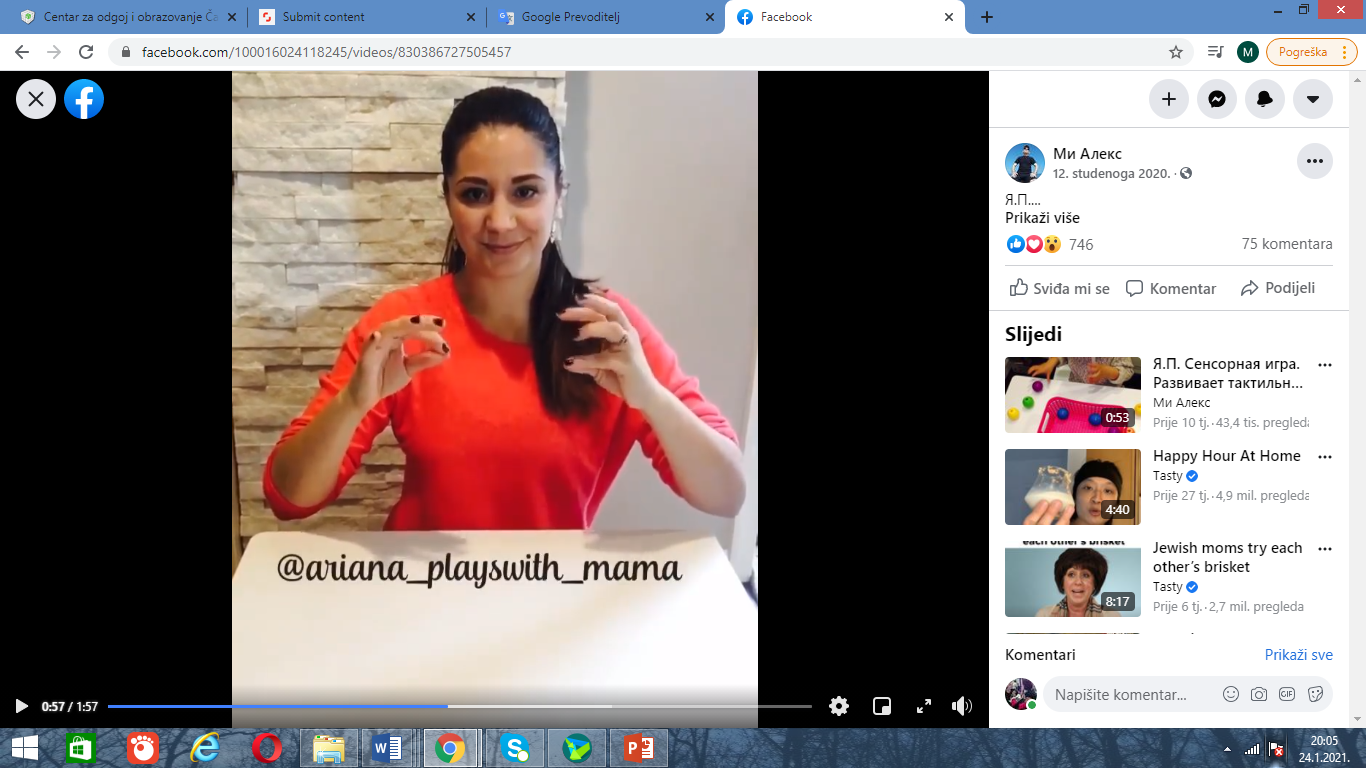 Centar za odgoj i obrazovanje Ča
Submit content
Google Prevoditelj
Facebook
facebook.com/100016024118245/videos/830386727505457
M
Pogreška
Ми Алекс
12. studenoga 2020.
Я.П....
Prikaži više
746
75 komentara
Sviđa mi se
Komentar
Podijeli
Slijedi
0:53
Я.П. Сенсорная игра.
Развивает тактильн...
Ми Алекс
Prije 10 tj. · 43,4 tis. pregleda
4:40
Happy Hour At Home
Tasty
Prije 27 tj. · 4,9 mil. pregleda
each other's brisket
8:17
Jewish moms try each
other's brisket
Tasty
Prije 6 tj. · 2,7 mil. pregleda
Komentari
Prikaži sve
Napišite komentar...
GIF
@ariana_playswith_mama
0:57 / 1:57
20:05
24.1.2021.